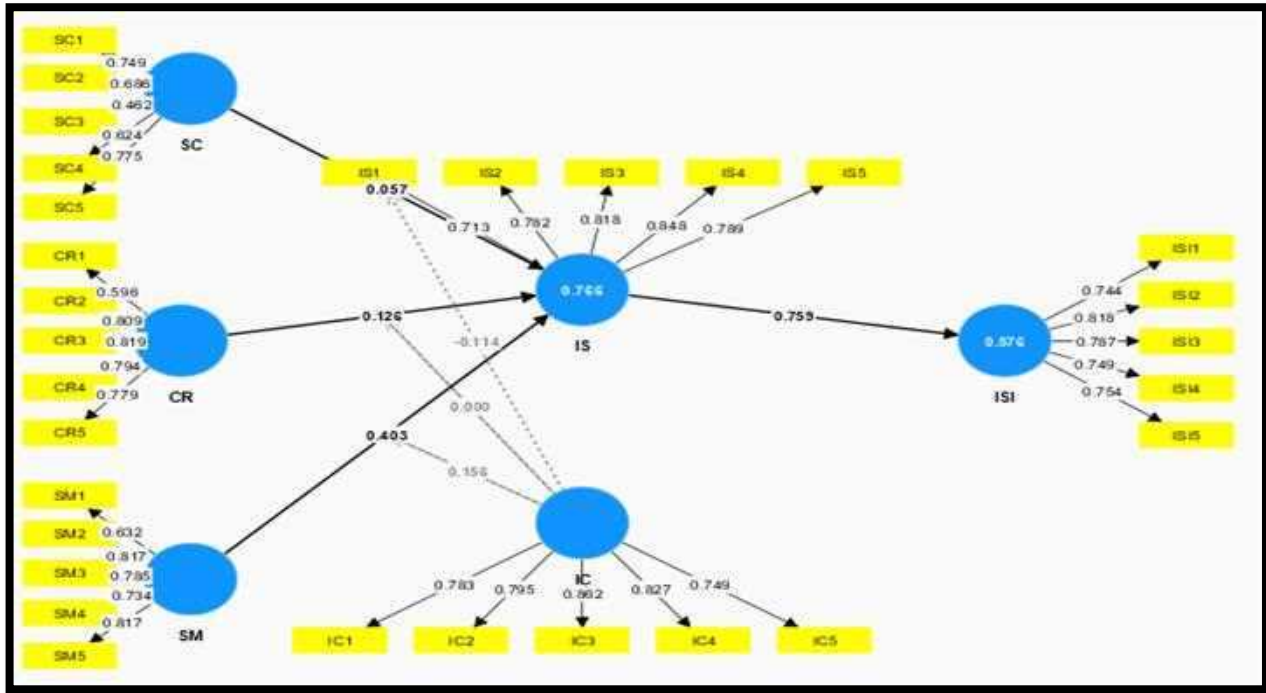 SC1
0.749
SC2
0.686
0.462
SC3
0.624
0.775
SC4
SC5
SC
IS1
IS2
IS3
IS4
IS5
0.057
0.713
0.782
0.818
0.848
0.789
CR1
0.596
CR2
0.809
CR3
0.819
0.794
CR4
0.779
CR5
CR
0.126
0.766
IS
-0.114
0.000
0.403
0.156
0.759
0.576
ISI
ISI1
0.744
ISI2
0.818
0.787
ISI3
0.749
ISI4
0.754
ISI5
SM1
0.632
SM2
0.817
SM3
0.785
0.734
SM4
0.817
SM5
SM
IC
0.783
0.795
0.862
0.827
0.749
IC1
IC2
IC3
IC4
IC5